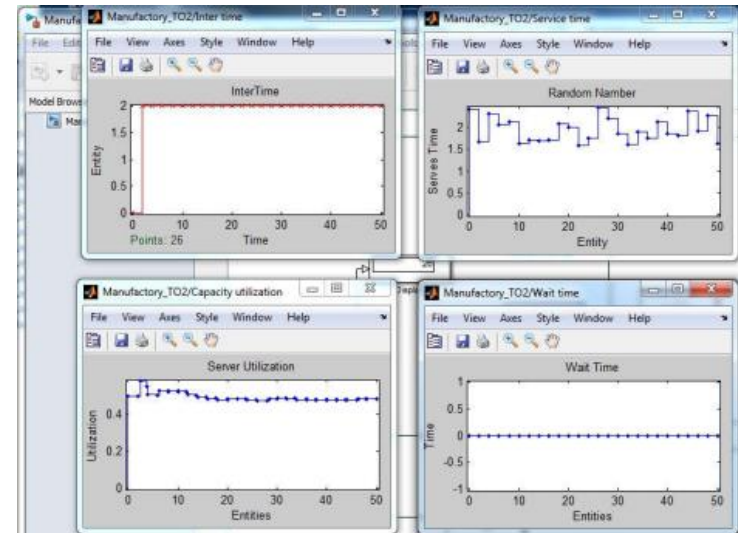 Manufa
File Edit
Model Brows
Ma
Manufactory_TO2/Inter time
File View Axes Style Window Help
InterTime
Entity
2
1.5
1
0.5
0
0 10 20 30 40 50
Points: 26
Time
Manufactory_TO2/Service time
File View Axes Style Window Help
Random Namber
Serves Time
2
1.5
1
0.5
0
0 10 20 30 40 50
Entity
Manufactory_TO2/Capacity utilization
File View Axes Style Window Help
Server Utilization
Utilization
0.4
0.2
0
0 10 20 30 40 50
Entities
Manufactory_TO2/Wait time
File View Axes Style Window Help
Wait Time
Time
1
0.5
0
-0.5
-1
0 10 20 30 40 50
Entities